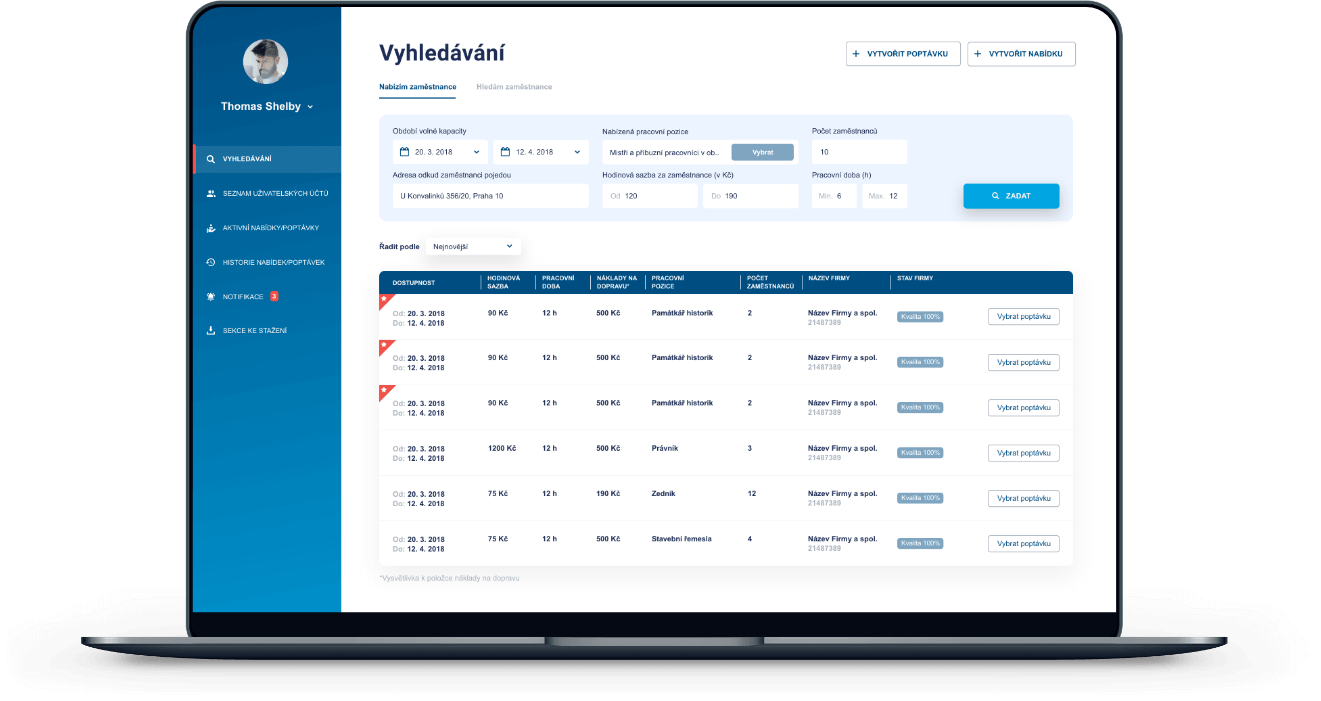 Thomas Shelby
VYHLEDÁVÁNÍ
SEZNAM UŽIVATELSKÝCH ÚČTŮ
AKTIVNÍ NABÍDKY/POPTÁVKY
HISTORIE NABÍDEK/POPTÁVEK
NOTIFIKACE 3
SEKCE KE STAŽENÍ
Vyhledávání
+ VYTVOŘIT POPTÁVKU
+ VYTVOŘIT NABÍDKU
Nabízím zaměstnance
Hledám zaměstnance
Období volné kapacity
Nabízená pracovní pozice
Počet zaměstnanců
20. 3. 2018
12. 4. 2018
Mistři a příbuzní pracovníci v ob..
Vybrat
10
Adresa odkud zaměstnanci pojedou
Hodinová sazba za zaměstnance (v Kč)
Pracovní doba (h)
U Konvalinků 356/20, Praha 10
Od 120
Do 190
Min. 6
Max. 12
ZADAT
Řadit podle
Nejnovější
DOSTUPNOST
HODINOVÁ
SAZBA
PRACOVNÍ
DOBA
NÁKLADY NA
DOPRAVU*
PRACOVNÍ
POZICE
POČET
ZAMĚSTNANCŮ
NÁZEV FIRMY
STAV FIRMY
Od: 20. 3. 2018
Do: 12. 4. 2018
90 Kč
12 h
500 Kč
Památkář historik
2
Název Firmy a spol.
21487389
Kvalita 100%
Vybrat poptávku
Od: 20. 3. 2018
Do: 12. 4. 2018
90 Kč
12 h
500 Kč
Památkář historik
2
Název Firmy a spol.
21487389
Kvalita 100%
Vybrat poptávku
Od: 20. 3. 2018
Do: 12. 4. 2018
90 Kč
12 h
500 Kč
Památkář historik
2
Název Firmy a spol.
21487389
Kvalita 100%
Vybrat poptávku
Od: 20. 3. 2018
Do: 12. 4. 2018
1200 Kč
12 h
500 Kč
Právník
3
Název Firmy a spol.
21487389
Kvalita 100%
Vybrat poptávku
Od: 20. 3. 2018
Do: 12. 4. 2018
75 Kč
12 h
190 Kč
Zedník
12
Název Firmy a spol.
21487389
Kvalita 100%
Vybrat poptávku
Od: 20. 3. 2018
Do: 12. 4. 2018
75 Kč
12 h
500 Kč
Stavební řemesla
4
Název Firmy a spol.
21487389
Kvalita 100%
Vybrat poptávku
*Vysvětlivka k položce náklady na dopravu